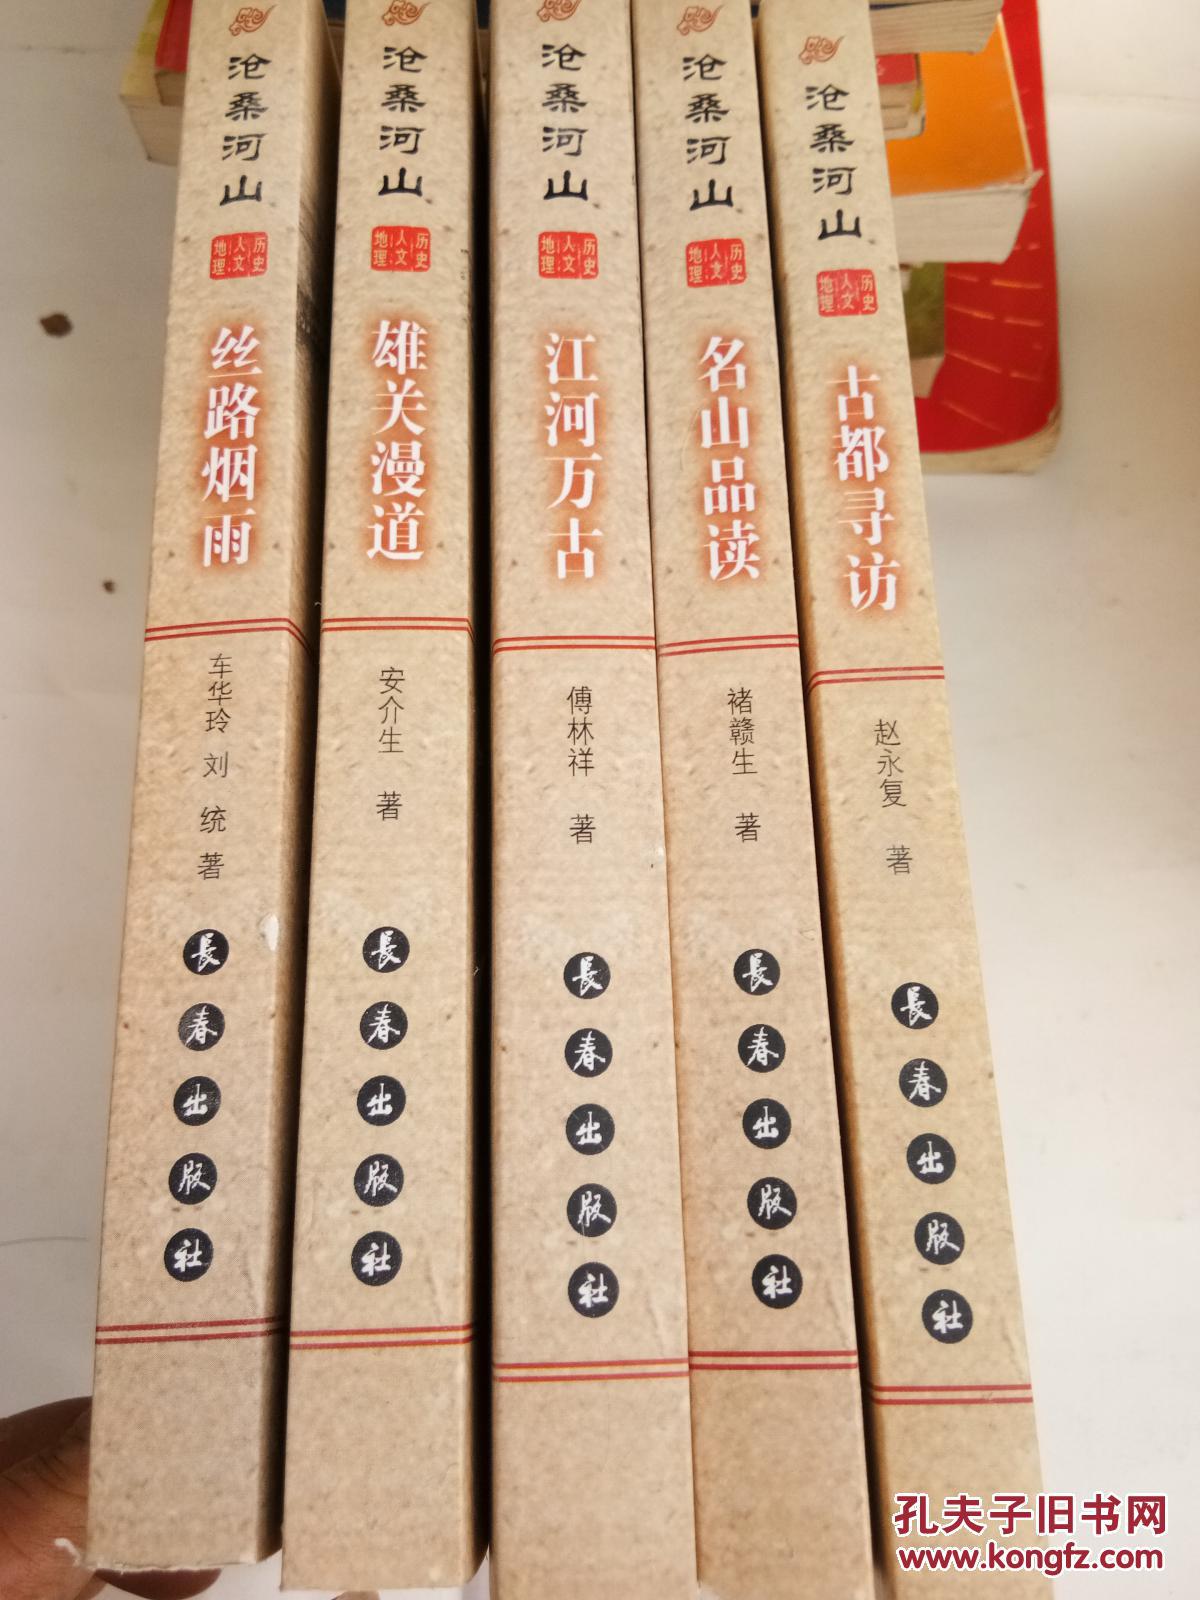 沧桑河山
历史
人文
地理
丝路烟雨
车华玲 刘 统 著
長春出版社
沧桑河山
历史
人文
地理
雄关漫道
安介生 著
長春出版社
沧桑河山
历史
人文
地理
江河万古
傅林祥 著
長春出版社
沧桑河山
历史
人文
地理
名山品读
褚赣生 著
長春出版社
沧桑河山
历史
人文
地理
古都寻访
赵永复 著
長春出版社
孔夫子旧书网
www.kongfz.com